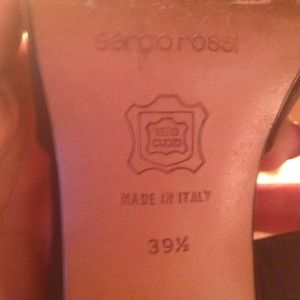 sergio rossi
VERO
CUOIO
MADE IN ITALY
39½